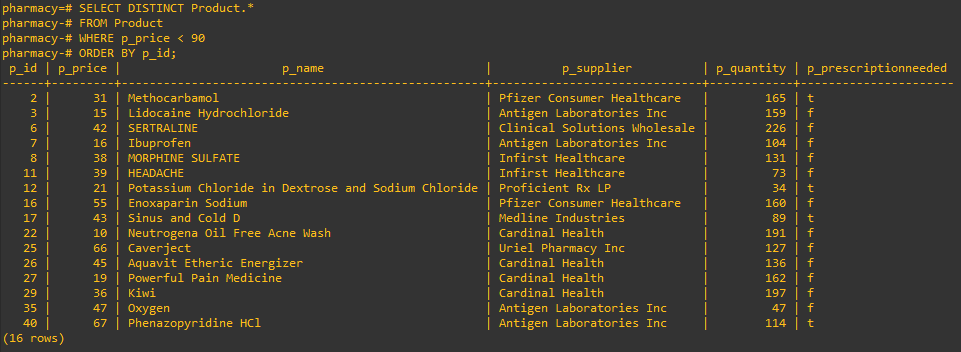 pharmacy=# SELECT DISTINCT Product.*
pharmacy-# FROM Product
pharmacy-# WHERE p_price < 90
pharmacy-# ORDER BY p_id;
 p_id | p_price |                         p_name                         |          p_supplier          | p_quantity | p_prescriptionneeded
------+---------+--------------------------------------------------------+------------------------------+------------+----------------------
    2 |      31 | Methocarbamol                                          | Pfizer Consumer Healthcare   |        165 | t
    3 |      15 | Lidocaine Hydrochloride                                | Antigen Laboratories Inc     |        159 | f
    6 |      42 | SERTRALINE                                             | Clinical Solutions Wholesale |        226 | f
    7 |      16 | Ibuprofen                                              | Antigen Laboratories Inc     |        104 | f
    8 |      38 | MORPHINE SULFATE                                       | Infirst Healthcare           |        131 | f
   11 |      39 | HEADACHE                                               | Infirst Healthcare           |         73 | f
   12 |      21 | Potassium Chloride in Dextrose and Sodium Chloride     | Proficient Rx LP             |         34 | t
   16 |      55 | Enoxaparin Sodium                                      | Pfizer Consumer Healthcare   |        160 | f
   17 |      43 | Sinus and Cold D                                       | Medline Industries           |         89 | t
   22 |      10 | Neutrogena Oil Free Acne Wash                          | Cardinal Health              |        191 | f
   25 |      66 | Caverject                                              | Uriel Pharmacy Inc           |        127 | f
   26 |      45 | Aquavit Etheric Energizer                              | Cardinal Health              |        136 | f
   27 |      19 | Powerful Pain Medicine                                 | Cardinal Health              |        162 | f
   29 |      36 | Kiwi                                                   | Cardinal Health              |        197 | f
   35 |      47 | Oxygen                                                 | Antigen Laboratories Inc     |         47 | f
   40 |      67 | Phenazopyridine HCl                                    | Antigen Laboratories Inc     |        114 | t
(16 rows)